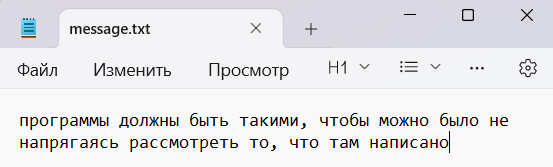 message.txt
Файл Изменить Просмотр H1
программы должны быть такими, чтобы можно было не
напрягаясь рассмотреть то, что там написано